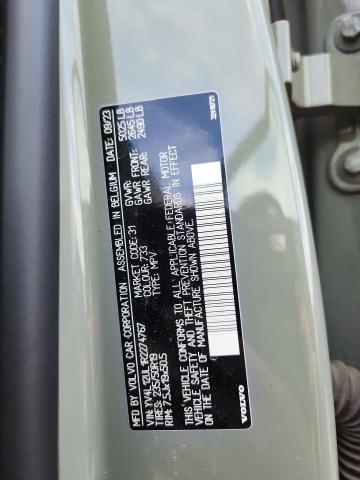 MFD BY VOLVO CAR CORPORATION  ASSEMBLED IN BELGIUM  DATE: 09/23
VIN: YV4L12UL1R2274767  GVWR: 5025 LB
TIRES: 235/50R19  MARKET CODE: 31  GAWR FRONT: 2645 LB
RIM: 7.5Jx19x50.5  COLOUR: 733  GAWR REAR: 2490 LB
TYPE: MPV
THIS VEHICLE CONFORMS TO ALL APPLICABLE FEDERAL MOTOR
VEHICLE SAFETY AND THEFT PREVENTION STANDARDS IN EFFECT
ON THE DATE OF MANUFACTURE SHOWN ABOVE.
VOLVO